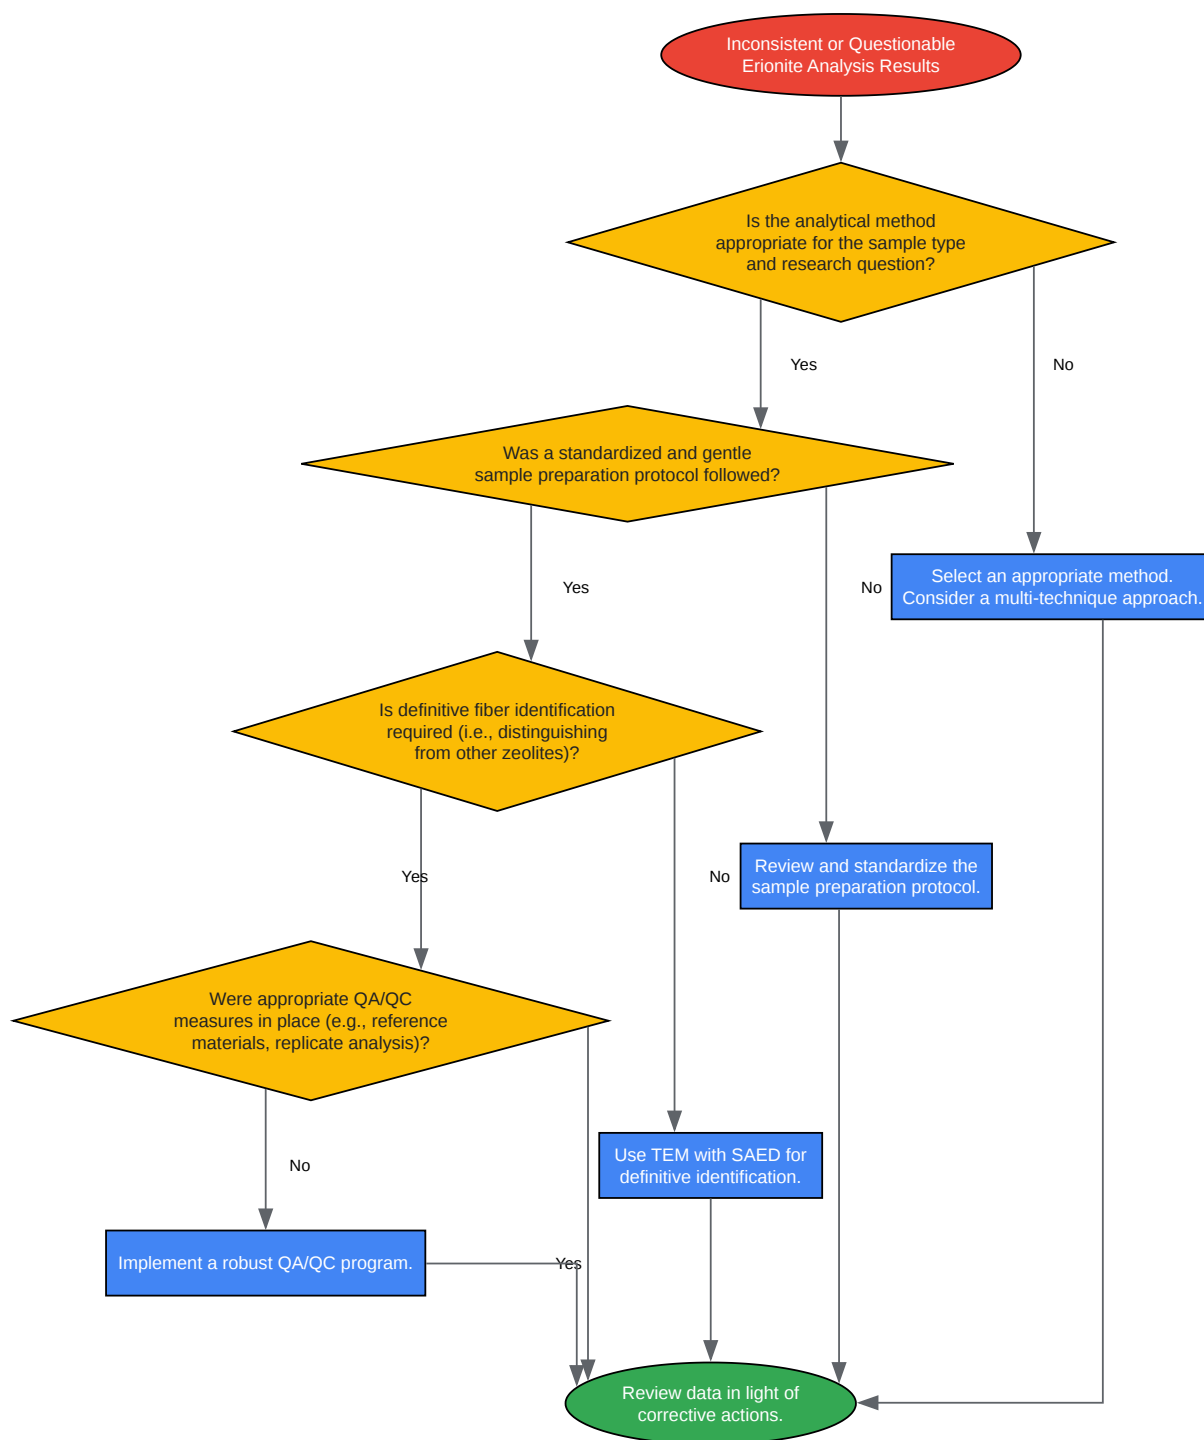 Inconsistent or Questionable
Erionite Analysis Results
Is the analytical method
appropriate for the sample type
and research question?
Yes
No
Was a standardized and gentle
sample preparation protocol followed?
Yes
No
Select an appropriate method.
Consider a multi-technique approach.
Is definitive fiber identification
required (i.e., distinguishing
from other zeolites)?
Yes
No
Review and standardize the
sample preparation protocol.
Were appropriate QA/QC
measures in place (e.g., reference
materials, replicate analysis)?
No
Use TEM with SAED for
definitive identification.
Implement a robust QA/QC program.
Yes
Review data in light of
corrective actions.